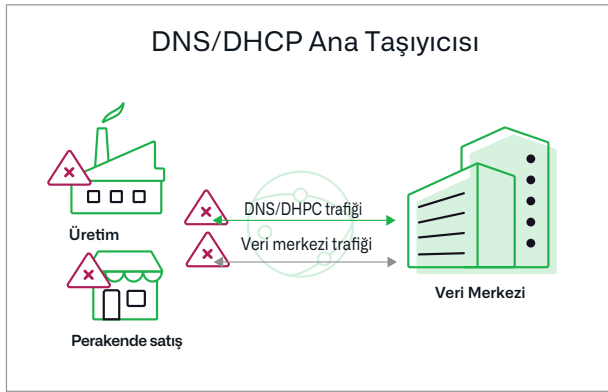 DNS/DHCP Ana Taşıyıcısı
DNS/DHPC trafiği
Veri merkezi trafiği
Üretim
Perakende satış
Veri Merkezi